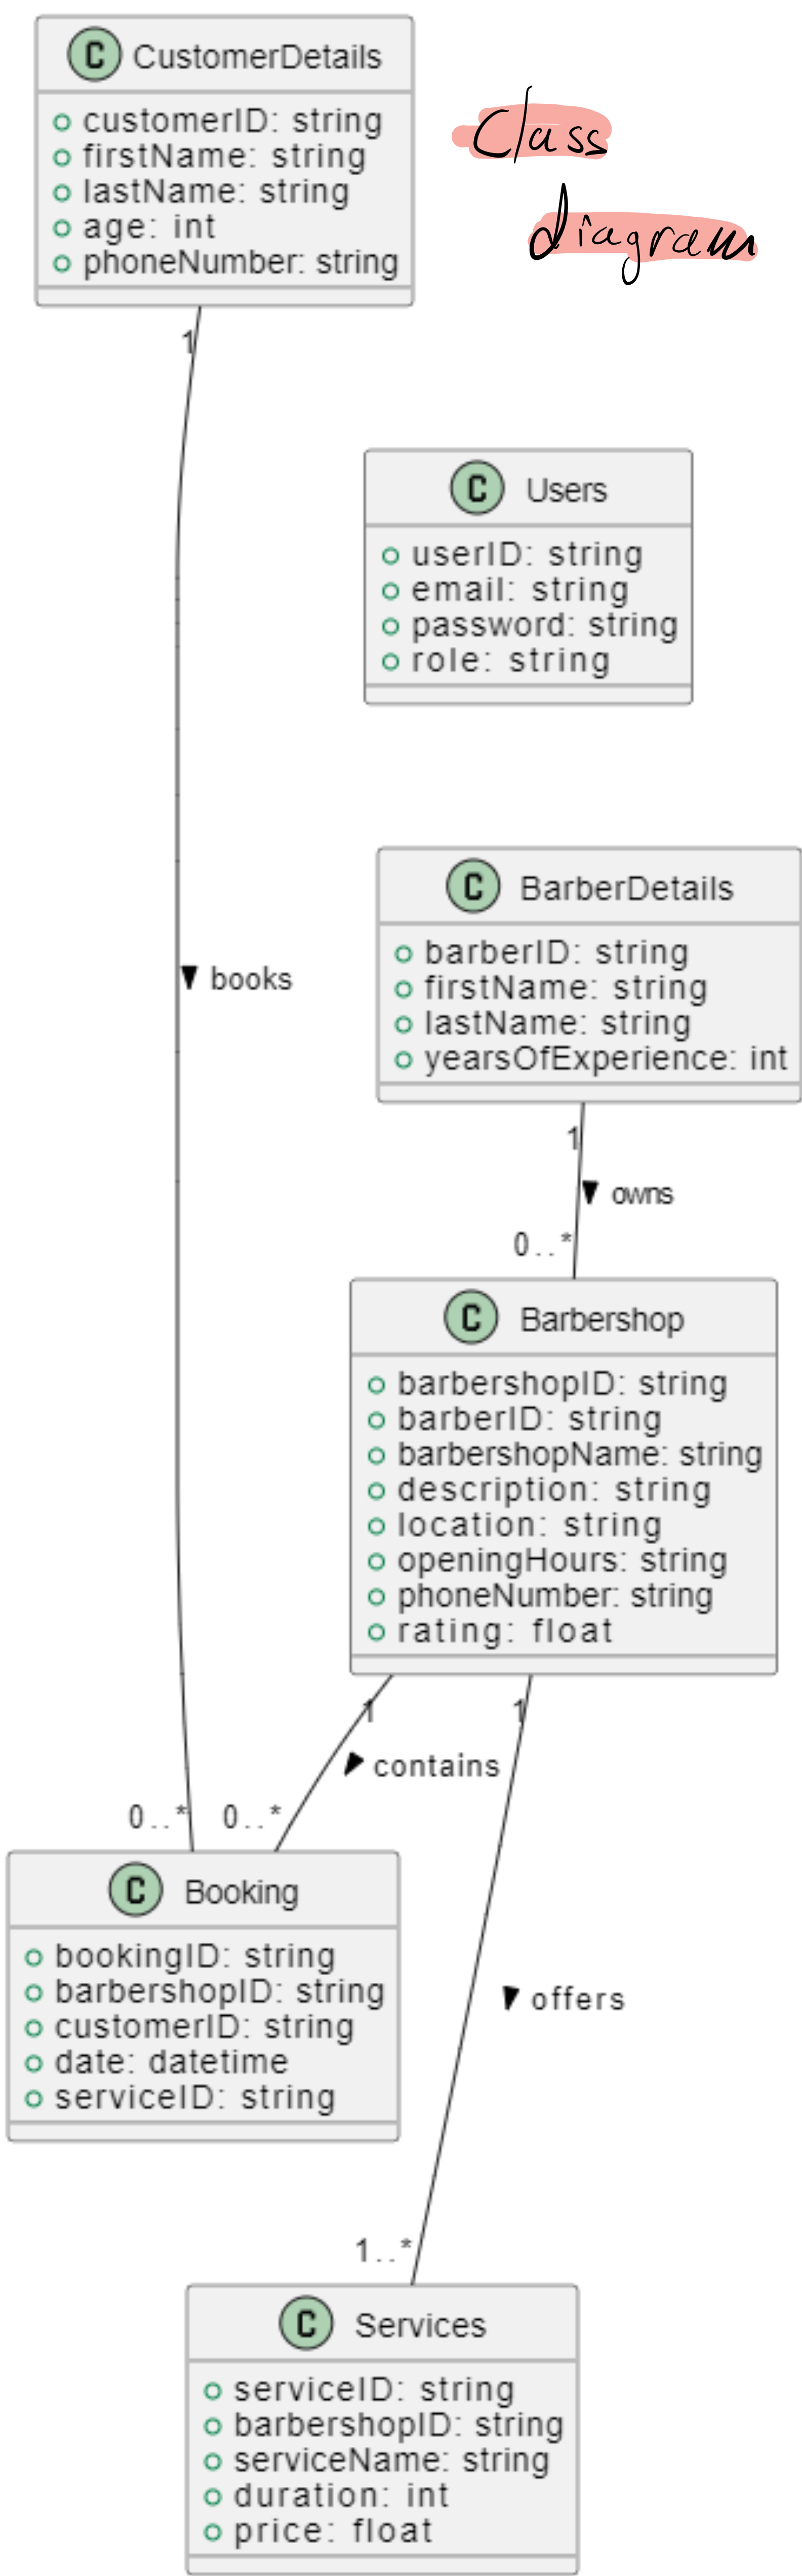 C CustomerDetails
customerID: string
firstName: string
lastName: string
age: int
phoneNumber: string
Class
diagram
1
C Users
userID: string
email: string
password: string
role: string
C BarberDetails
barberID: string
firstName: string
lastName: string
yearsOfExperience: int
books
1
owns
0..*
C Barbershop
barbershopID: string
barberID: string
barbershopName: string
description: string
location: string
openingHours: string
phoneNumber: string
rating: float
1
1
contains
0..*
0..*
C Booking
bookingID: string
barbershopID: string
customerID: string
date: datetime
serviceID: string
offers
1..*
C Services
serviceID: string
barbershopID: string
serviceName: string
duration: int
price: float